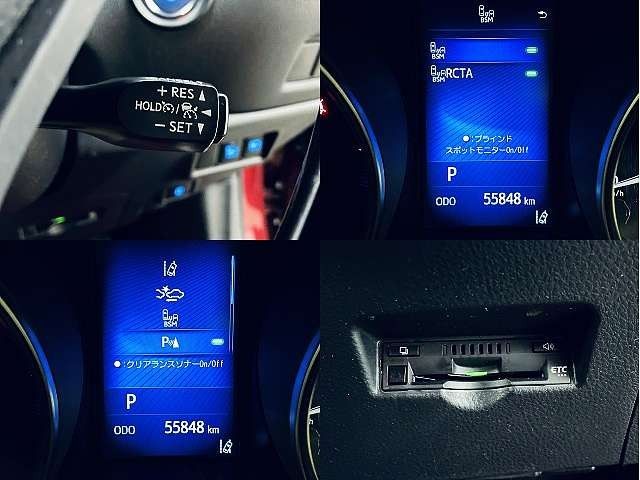 + RES ▲
HOLD
− SET ▼
BSM
BSM
BSM RCTA
●:ブラインド
スポットモニターOn/Off
P
ODO 55848 km
BSM
P
●:クリアランスソナーOn/Off
P
ODO 55848 km
ETC